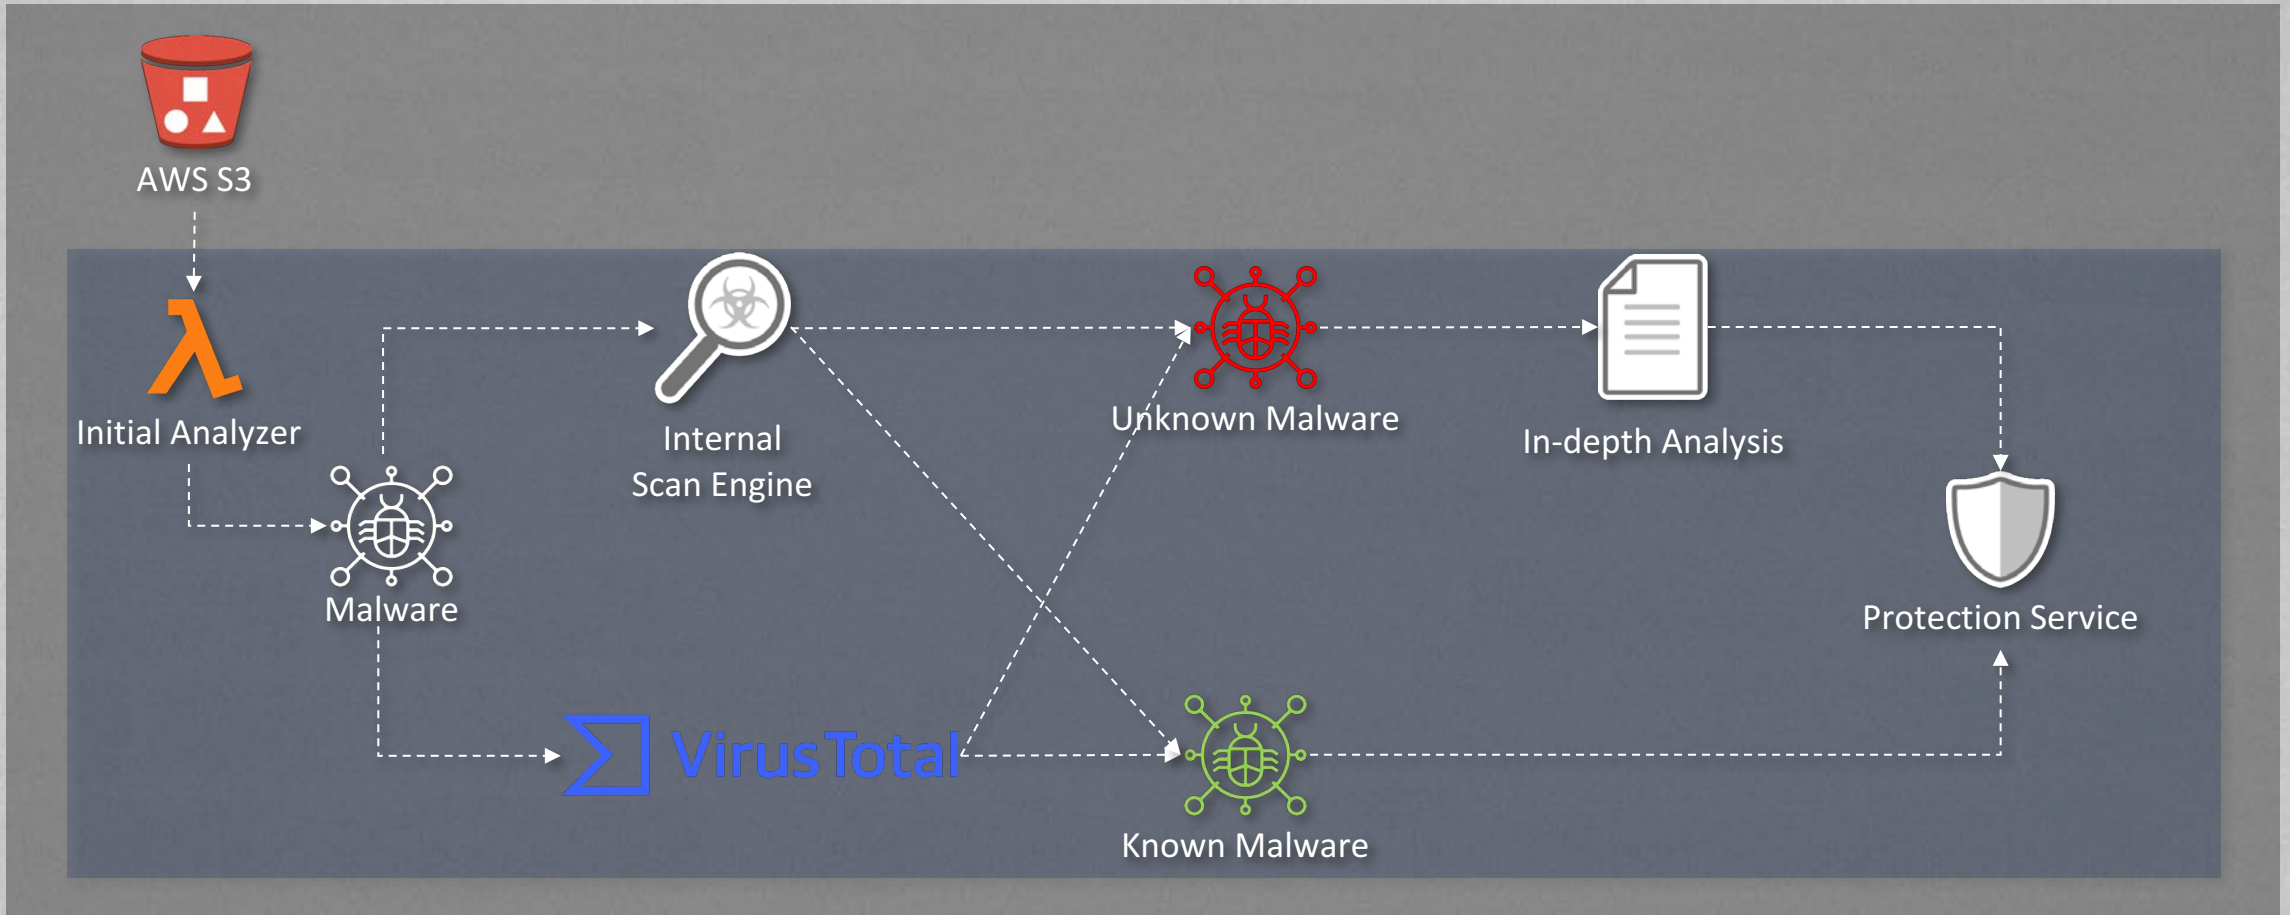 AWS S3
Initial Analyzer
Malware
Internal
Scan Engine
VirusTotal
Unknown Malware
Known Malware
In-depth Analysis
Protection Service